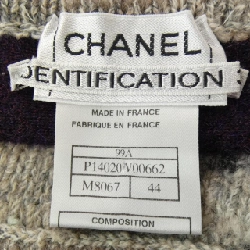 CHANEL
IDENTIFICATION
MADE IN FRANCE
FABRIQUE EN FRANCE
99A
P14020V00662
M8067 44
COMPOSITION